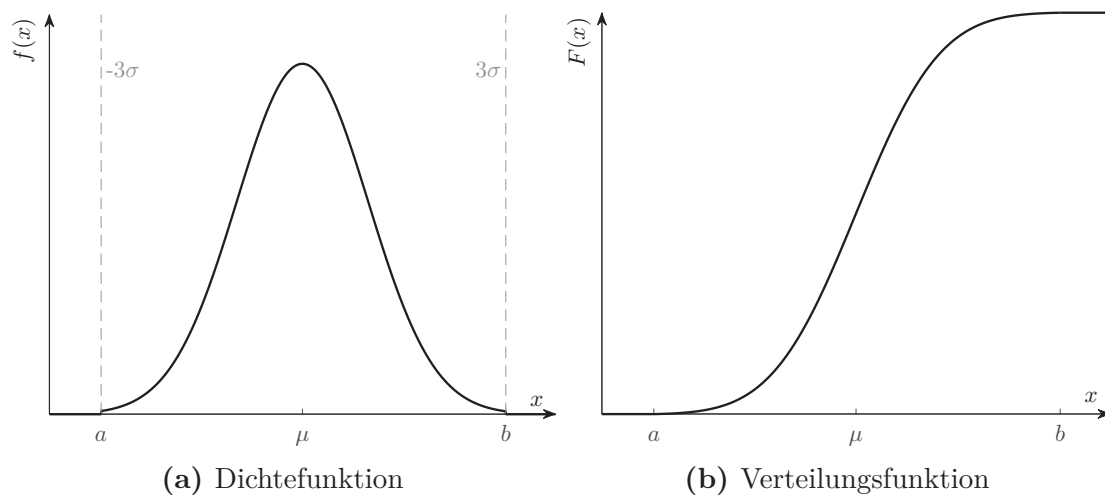 f(x)
-3σ
3σ
x
a
μ
b
(a) Dichtefunktion
F(x)
x
a
μ
b
(b) Verteilungsfunktion